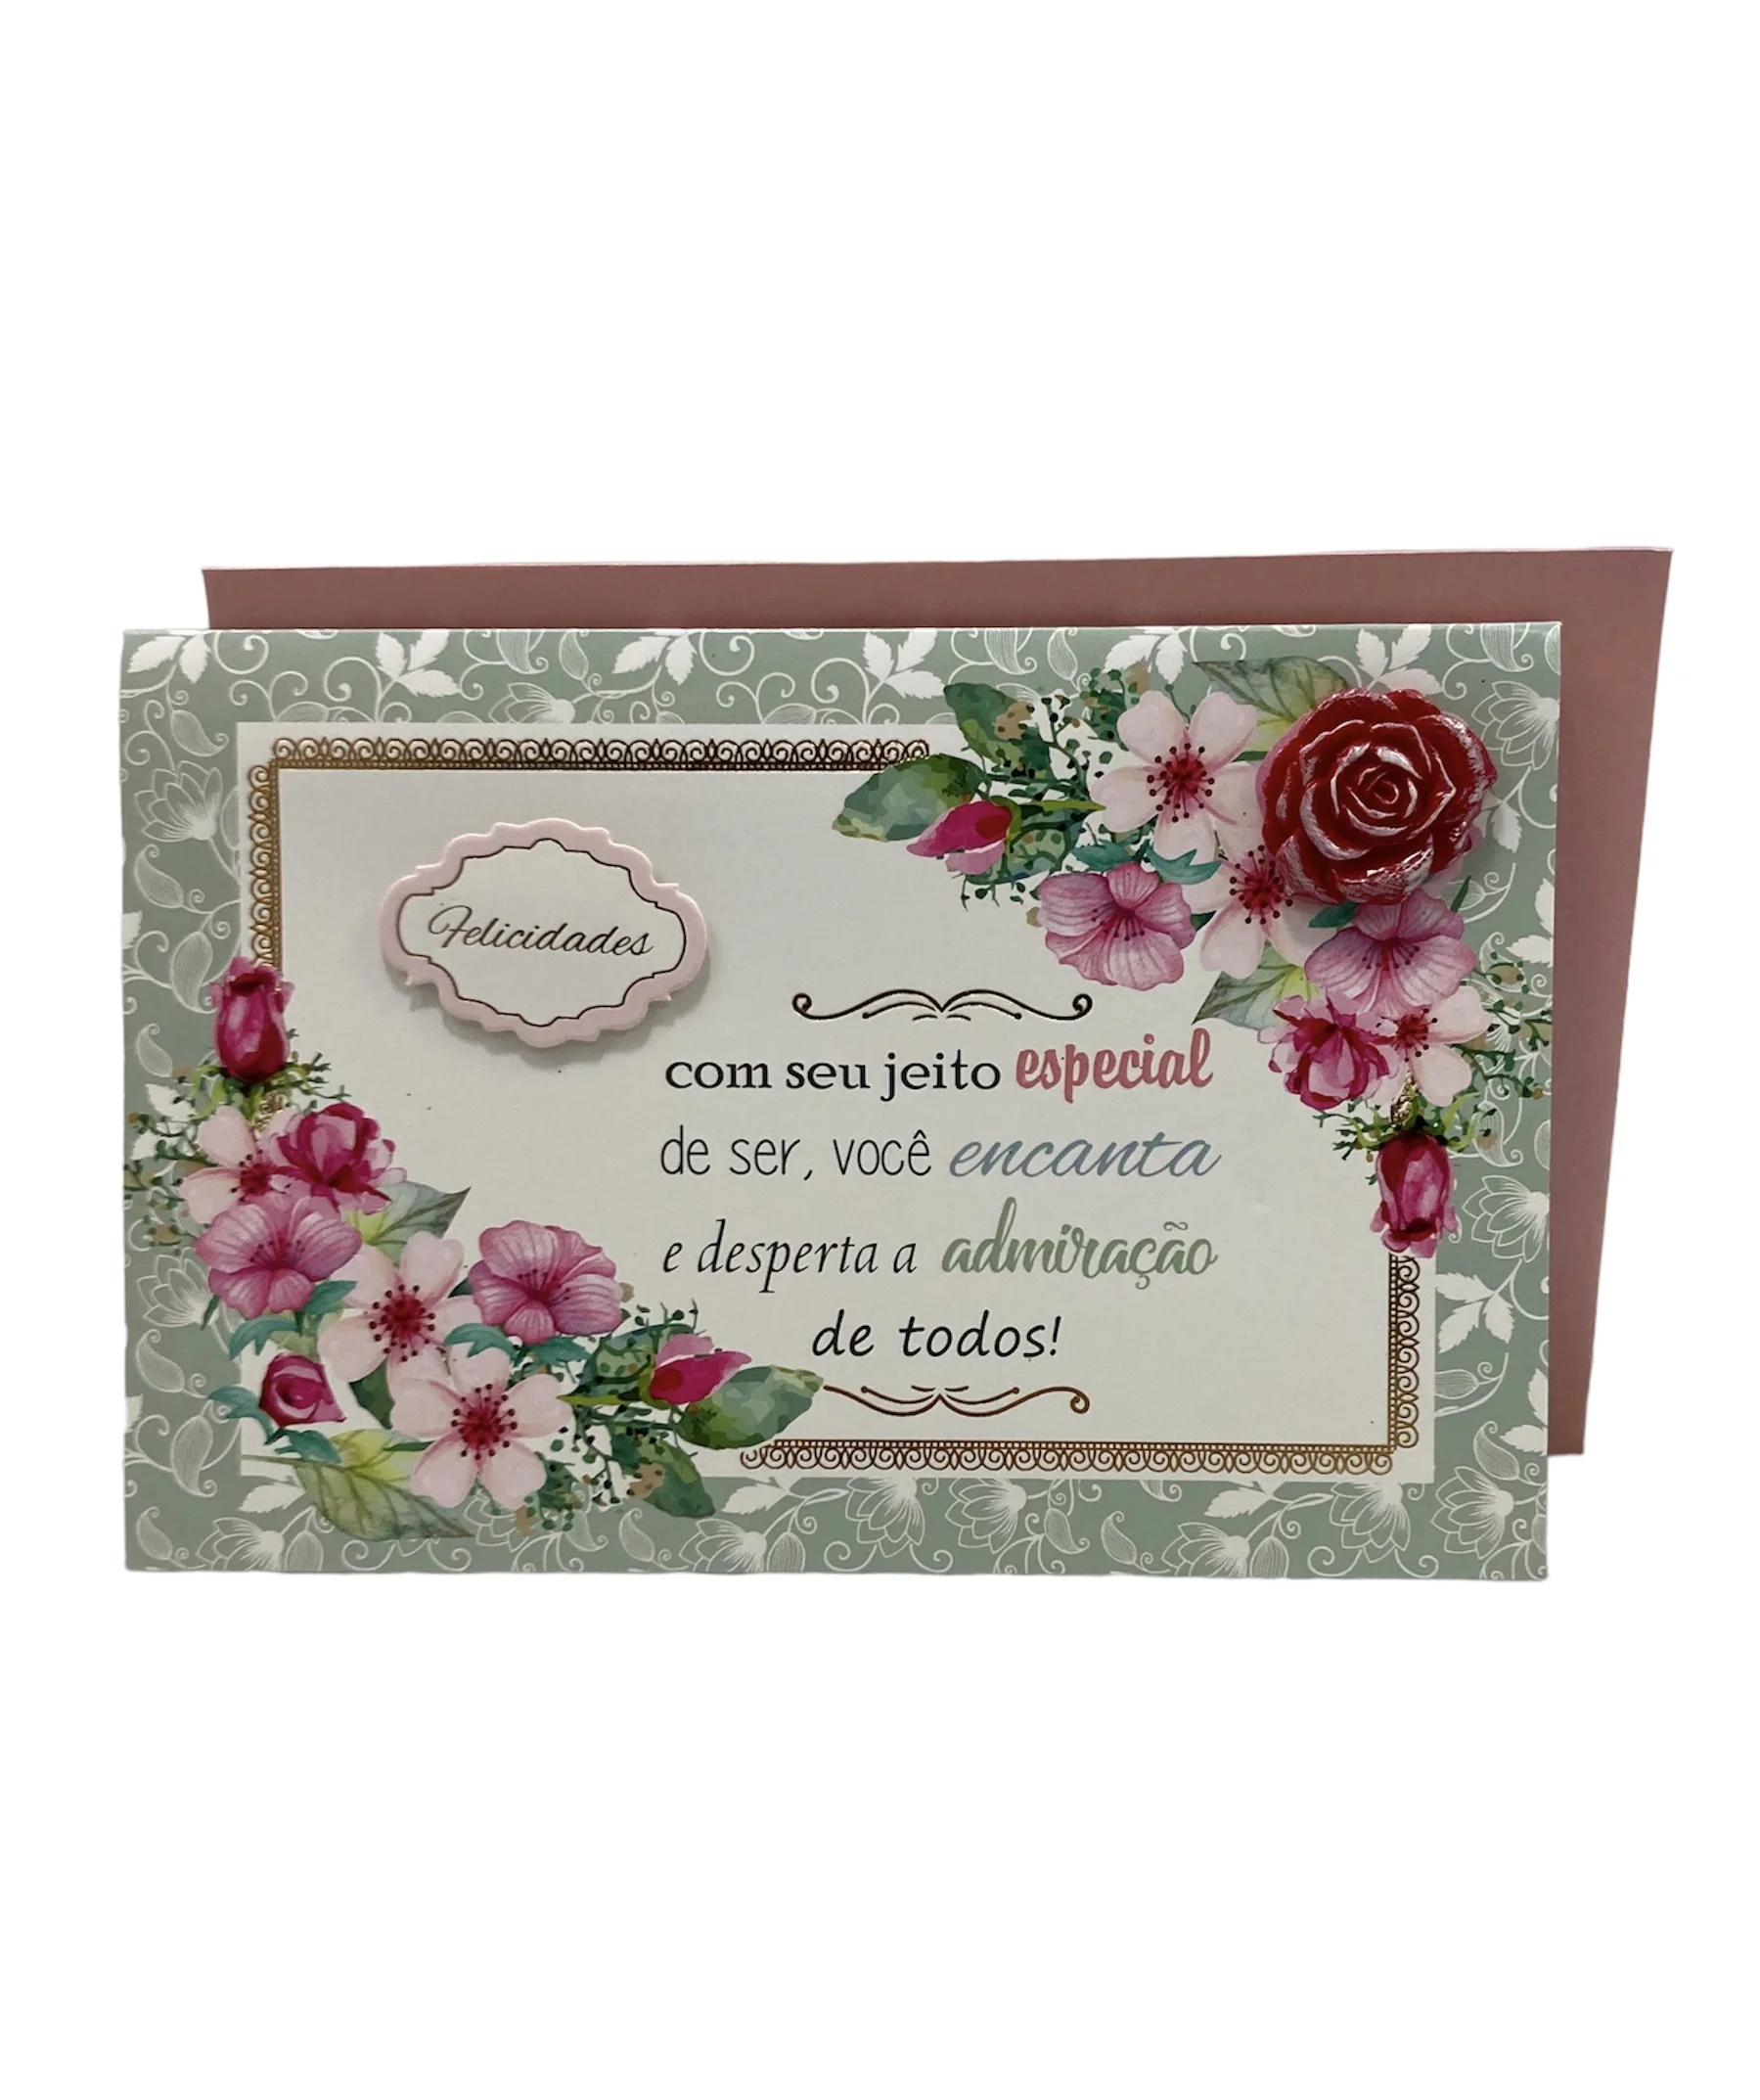 Felicidades
com seu jeito especial
de ser, você encanta
e desperta a admiração
de todos!